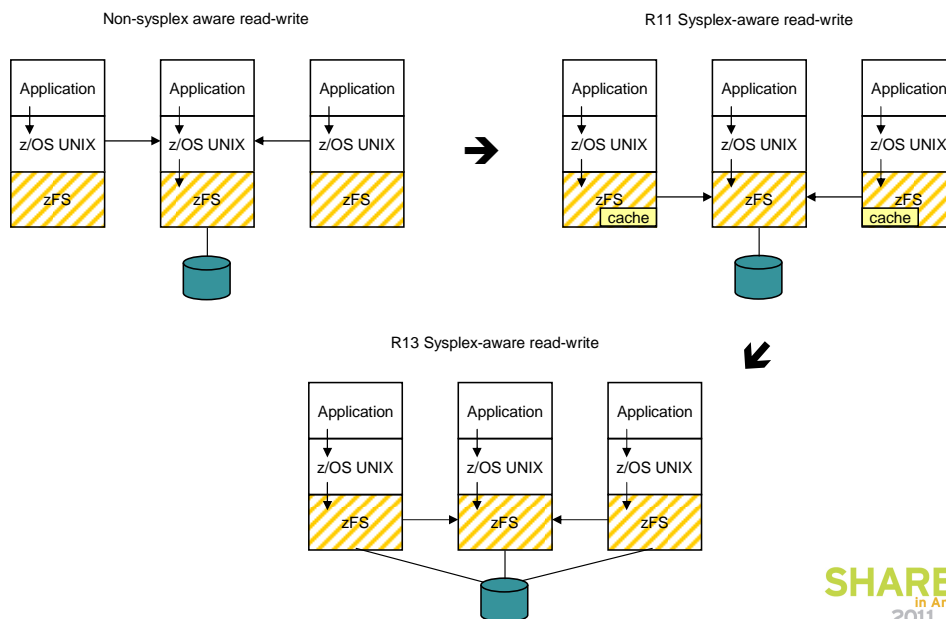 Non-sysplex aware read-write
R11 Sysplex-aware read-write
Application Application Application
z/OS UNIX z/OS UNIX z/OS UNIX
zFS zFS zFS
Application Application Application
z/OS UNIX z/OS UNIX z/OS UNIX
zFS zFS zFS
cache cache
R13 Sysplex-aware read-write
Application Application Application
z/OS UNIX z/OS UNIX z/OS UNIX
zFS zFS zFS
SHARE
in
2011